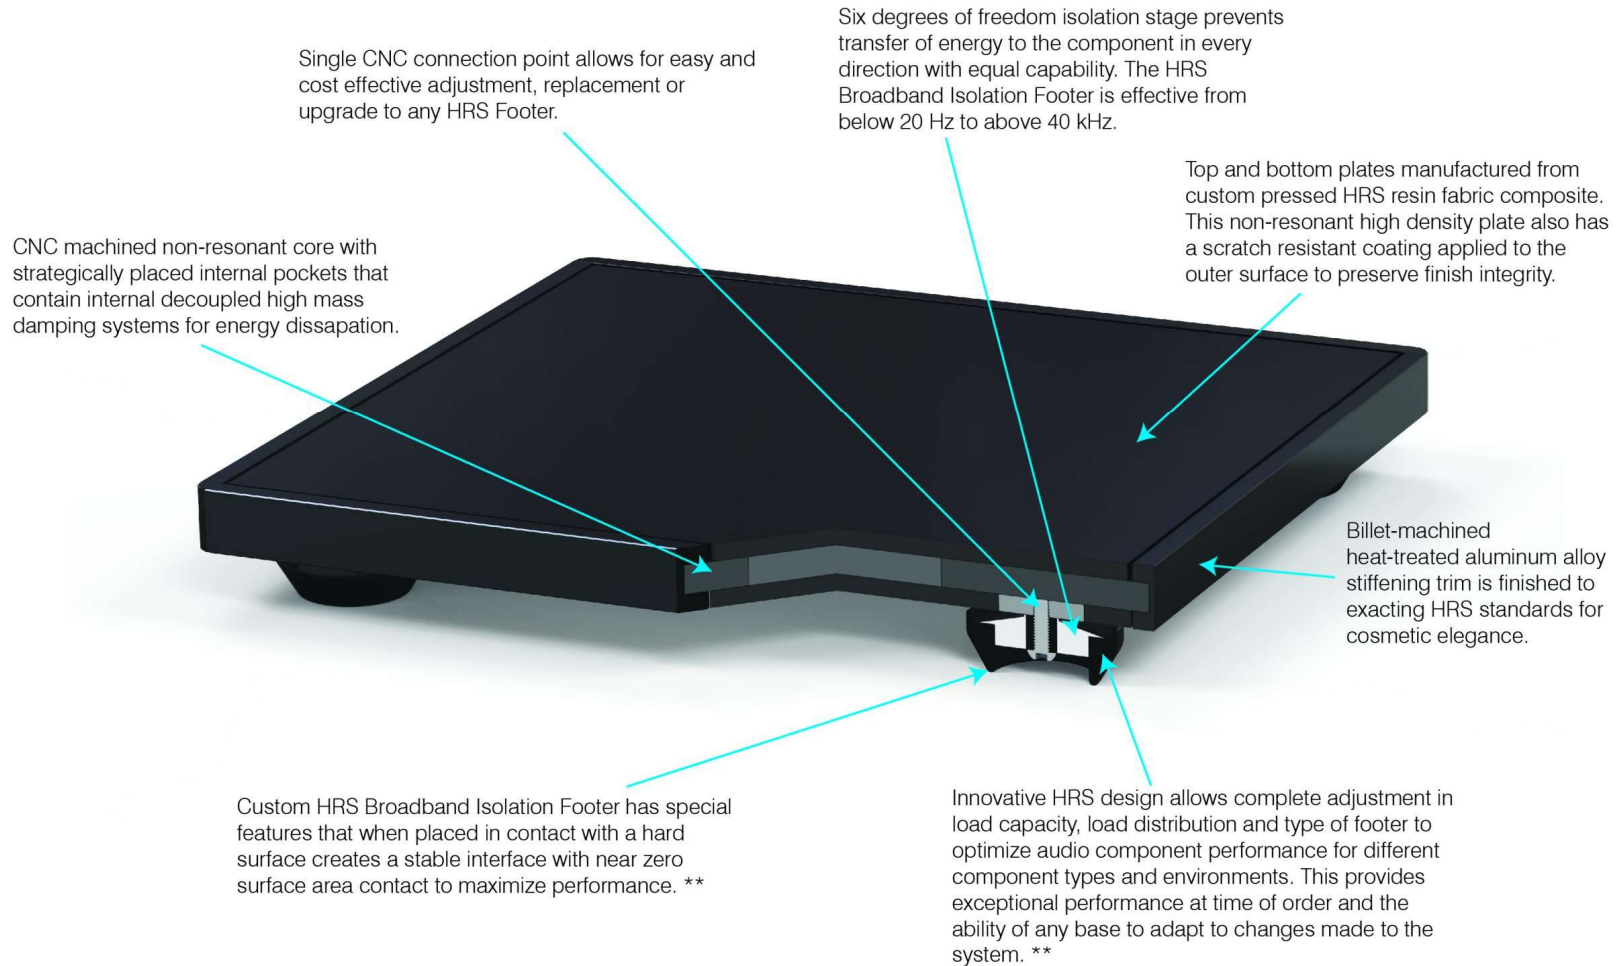 Six degrees of freedom isolation stage prevents
transfer of energy to the component in every
direction with equal capability. The HRS
Broadband Isolation Footer is effective from
below 20 Hz to above 40 kHz.
Single CNC connection point allows for easy and
cost effective adjustment, replacement or
upgrade to any HRS Footer.
Top and bottom plates manufactured from
custom pressed HRS resin fabric composite.
This non-resonant high density plate also has
a scratch resistant coating applied to the
outer surface to preserve finish integrity.
CNC machined non-resonant core with
strategically placed internal pockets that
contain internal decoupled high mass
damping systems for energy dissapation.
Billet-machined
heat-treated aluminum alloy
stiffening trim is finished to
exacting HRS standards for
cosmetic elegance.
Custom HRS Broadband Isolation Footer has special
features that when placed in contact with a hard
surface creates a stable interface with near zero
surface area contact to maximize performance. **
Innovative HRS design allows complete adjustment in
load capacity, load distribution and type of footer to
optimize audio component performance for different
component types and environments. This provides
exceptional performance at time of order and the
ability of any base to adapt to changes made to the
system. **